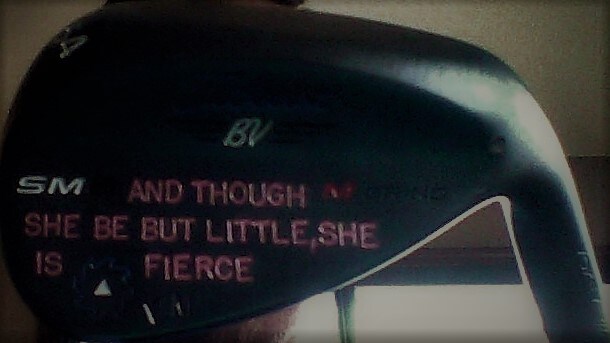 BV
SM AND THOUGH
SHE BE BUT LITTLE,SHE
IS FIERCE